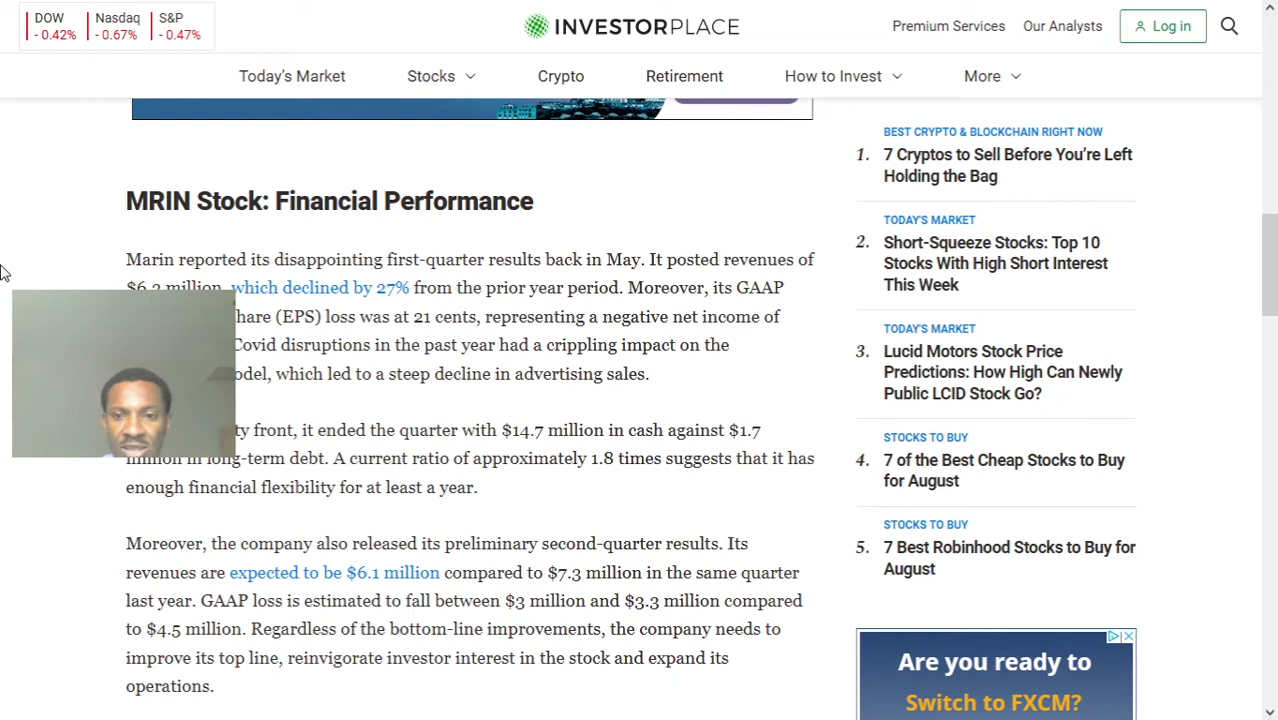 DOW
- 0.42%
Nasdaq
- 0.67%
S&P
- 0.47%
INVESTORPLACE
Premium Services
Our Analysts
Log in
Today's Market
Stocks
Crypto
Retirement
How to Invest
More
MRIN Stock: Financial Performance
Marin reported its disappointing first-quarter results back in May. It posted revenues of
$6.3 million, which declined by 27% from the prior year period. Moreover, its GAAP
hare (EPS) loss was at 21 cents, representing a negative net income of
Covid disruptions in the past year had a crippling impact on the
odel, which led to a steep decline in advertising sales.
ty front, it ended the quarter with $14.7 million in cash against $1.7
million in long-term debt. A current ratio of approximately 1.8 times suggests that it has
enough financial flexibility for at least a year.
Moreover, the company also released its preliminary second-quarter results. Its
revenues are expected to be $6.1 million compared to $7.3 million in the same quarter
last year. GAAP loss is estimated to fall between $3 million and $3.3 million compared
to $4.5 million. Regardless of the bottom-line improvements, the company needs to
improve its top line, reinvigorate investor interest in the stock and expand its
operations.
BEST CRYPTO & BLOCKCHAIN RIGHT NOW
1. 7 Cryptos to Sell Before You're Left
Holding the Bag
TODAY'S MARKET
2. Short-Squeeze Stocks: Top 10
Stocks With High Short Interest
This Week
TODAY'S MARKET
3. Lucid Motors Stock Price
Predictions: How High Can Newly
Public LCID Stock Go?
STOCKS TO BUY
4. 7 of the Best Cheap Stocks to Buy
for August
STOCKS TO BUY
5. 7 Best Robinhood Stocks to Buy for
August
Are you ready to
Switch to FXCM?